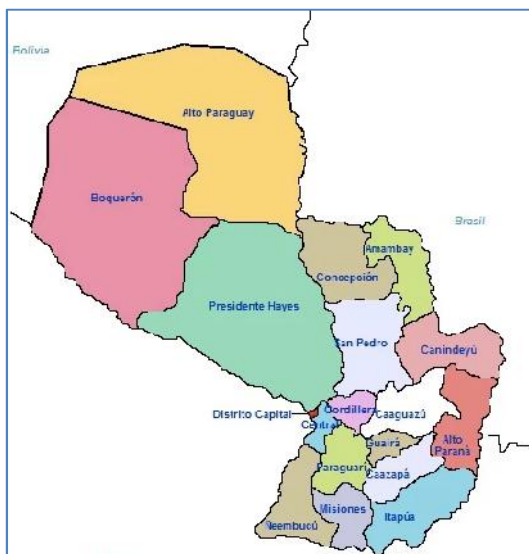 Bolivia
Alto Paraguay
Boquerón
Brasil
Amambay
Concepción
Presidente Hayes
San Pedro
Canindeyú
Distrito Capital
Cordillera
Caaguazú
Central
Guairá
Alto
Paraná
Paraguarí
Caazapá
Misiones
Itapúa
Ñeembucú